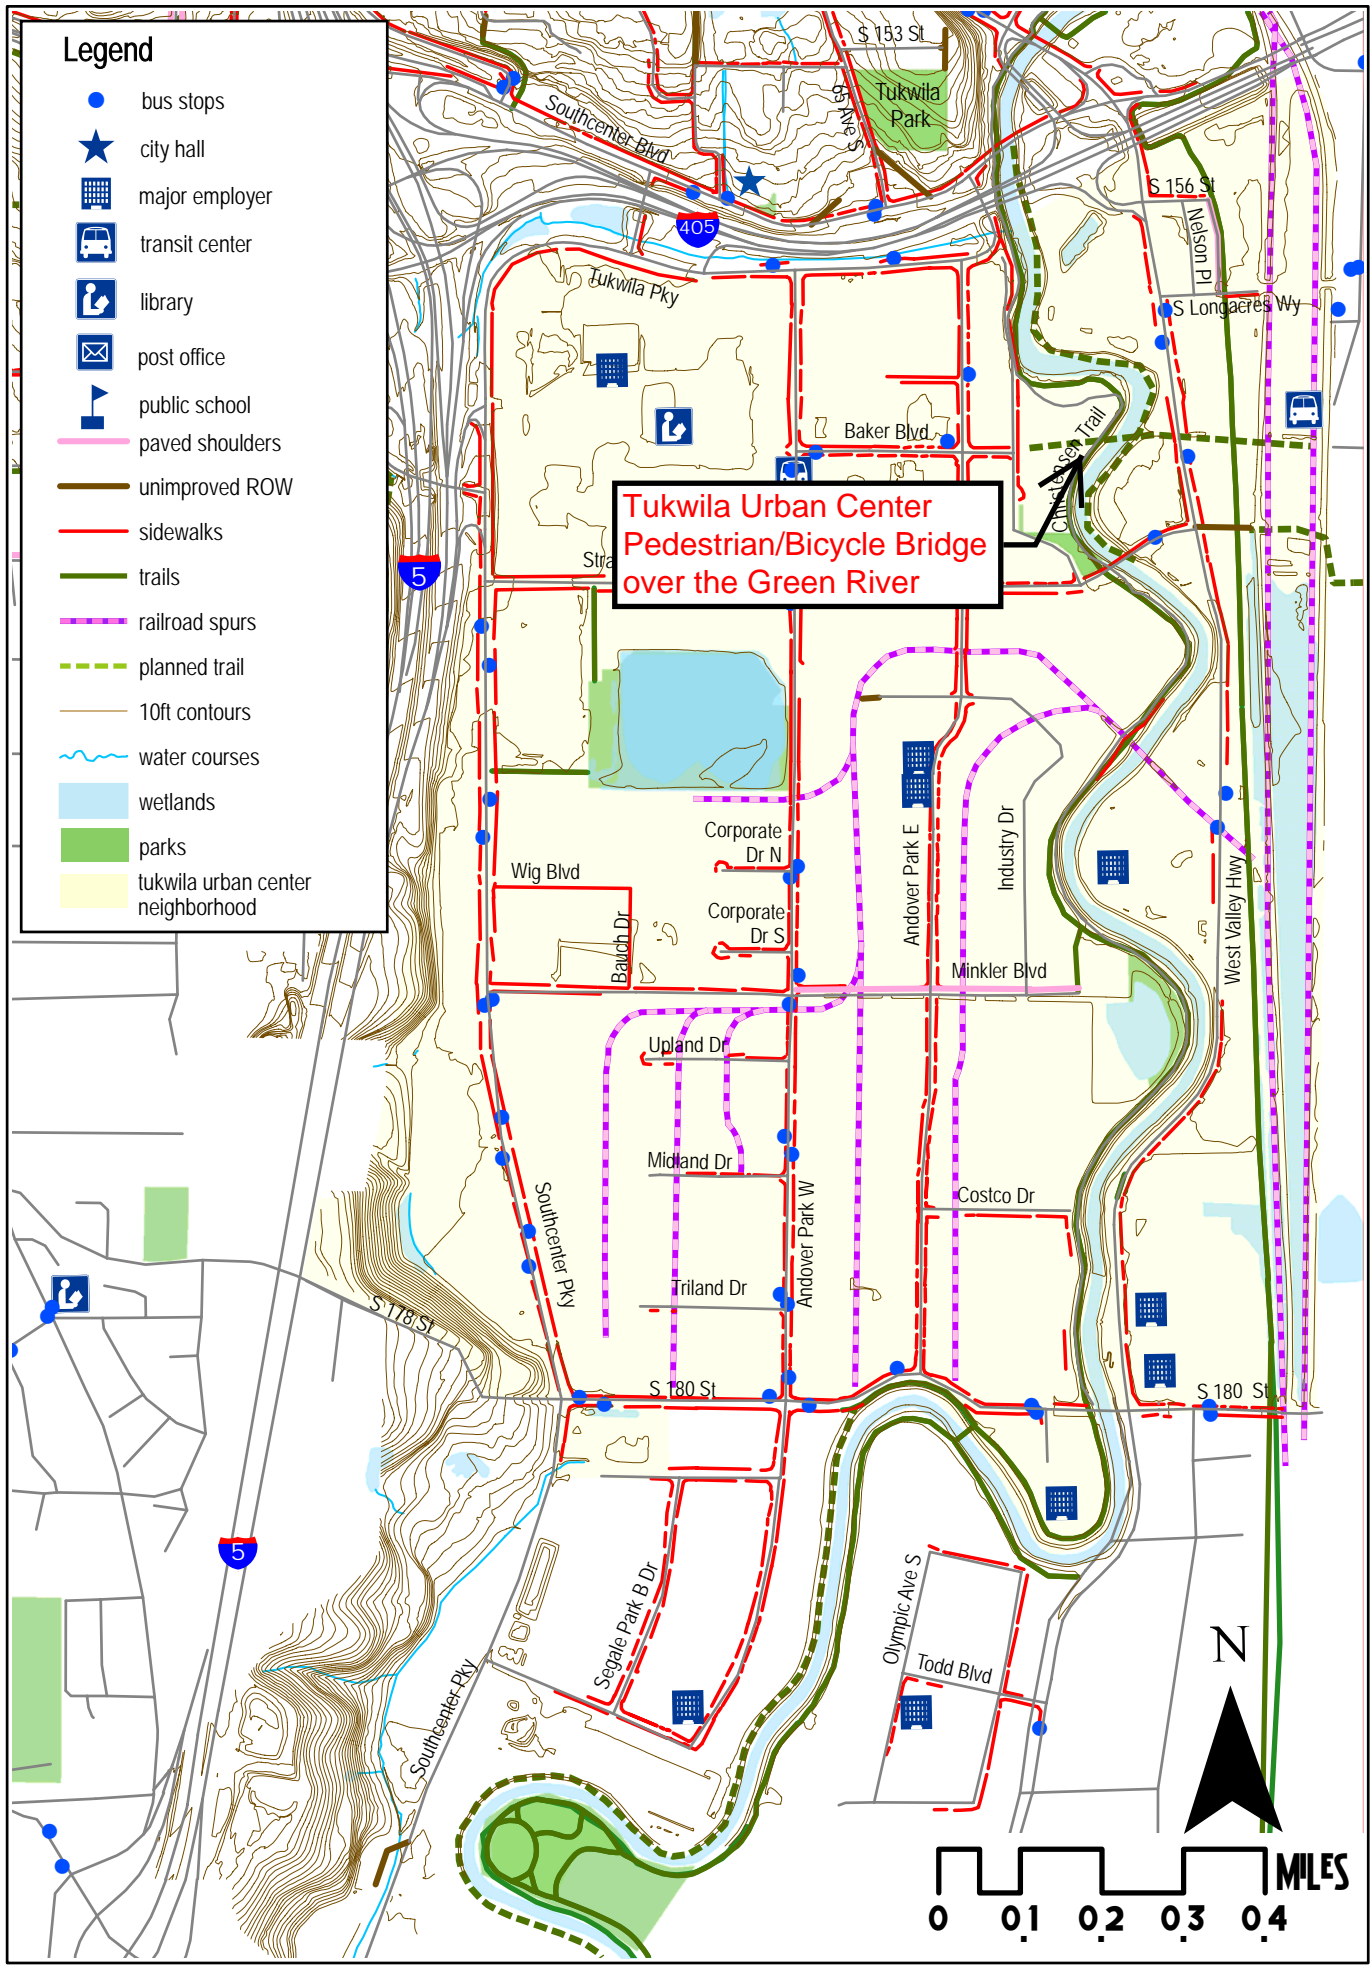 Legend
bus stops
city hall
major employer
transit center
library
post office
public school
paved shoulders
unimproved ROW
sidewalks
trails
railroad spurs
planned trail
10ft contours
water courses
wetlands
parks
tukwila urban center
neighborhood
S 153 St
Tukwila
Park
65 Ave S
Southcenter Blvd
405
S 156 St
Nelson Pl
S Longacres Wy
Tukwila Pky
Baker Blvd
Christensen Trail
Tukwila Urban Center
Pedestrian/Bicycle Bridge
over the Green River
5
Stra
Corporate
Dr N
Wig Blvd
Corporate
Dr S
Bauch Dr
Andover Park E
Industry Dr
West Valley Hwy
Minkler Blvd
Upland Dr
Midland Dr
Southcenter Pky
Andover Park W
Costco Dr
Triland Dr
S 178 St
S 180 St
S 180 St
5
Segale Park B Dr
Olympic Ave S
Todd Blvd
Southcenter Pky
N
MILES
0 0.1 0.2 0.3 0.4